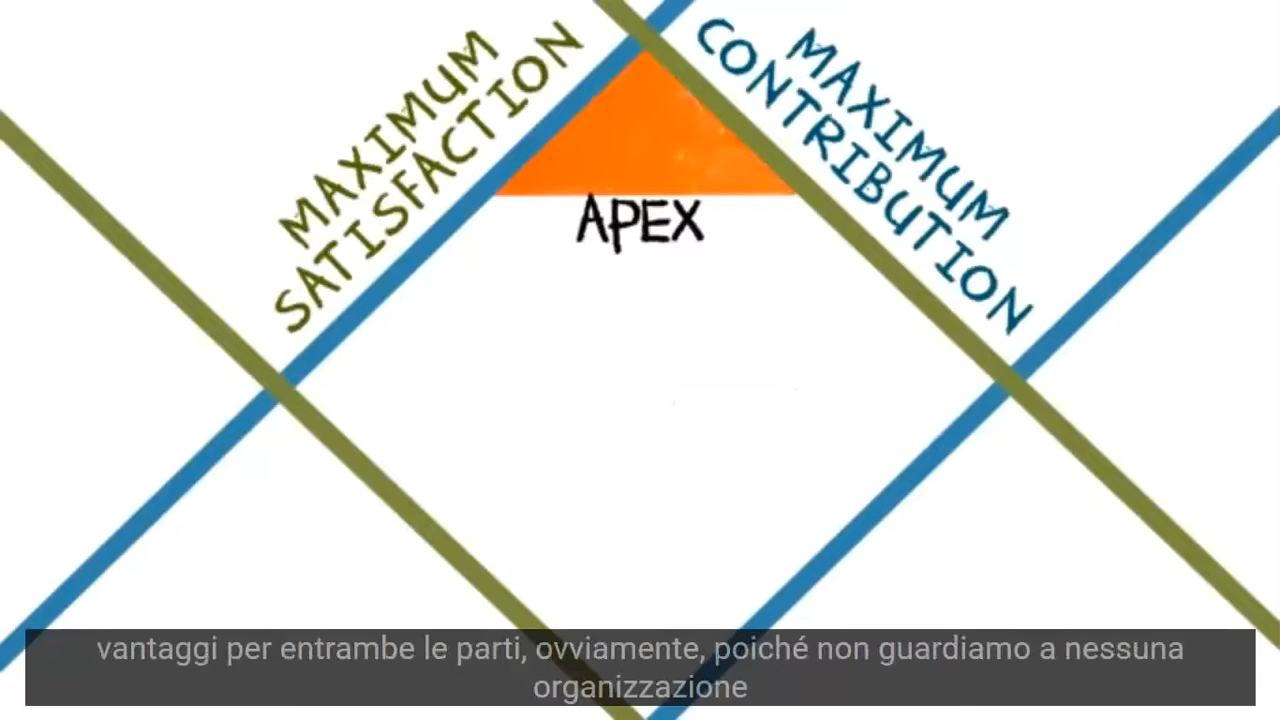 MAXIMUM
SATISFACTION
MAXIMUM
CONTRIBUTION
APEX
vantaggi per entrambe le parti, ovviamente, poiché non guardiamo a nessuna
organizzazione